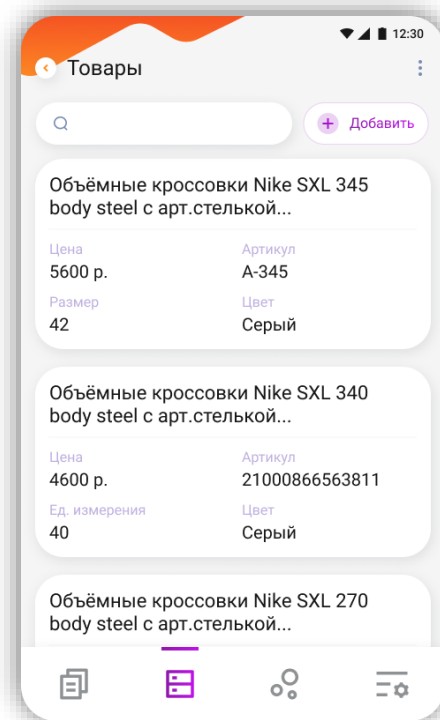 12:30
Товары
Добавить
Объёмные кроссовки Nike SXL 345
body steel с арт.стелькой...
Цена Артикул
5600 р. А-345
Размер Цвет
42 Серый
Объёмные кроссовки Nike SXL 340
body steel с арт.стелькой...
Цена Артикул
4600 р. 21000866563811
Ед. измерения Цвет
40 Серый
Объёмные кроссовки Nike SXL 270
body steel с арт.стелькой...